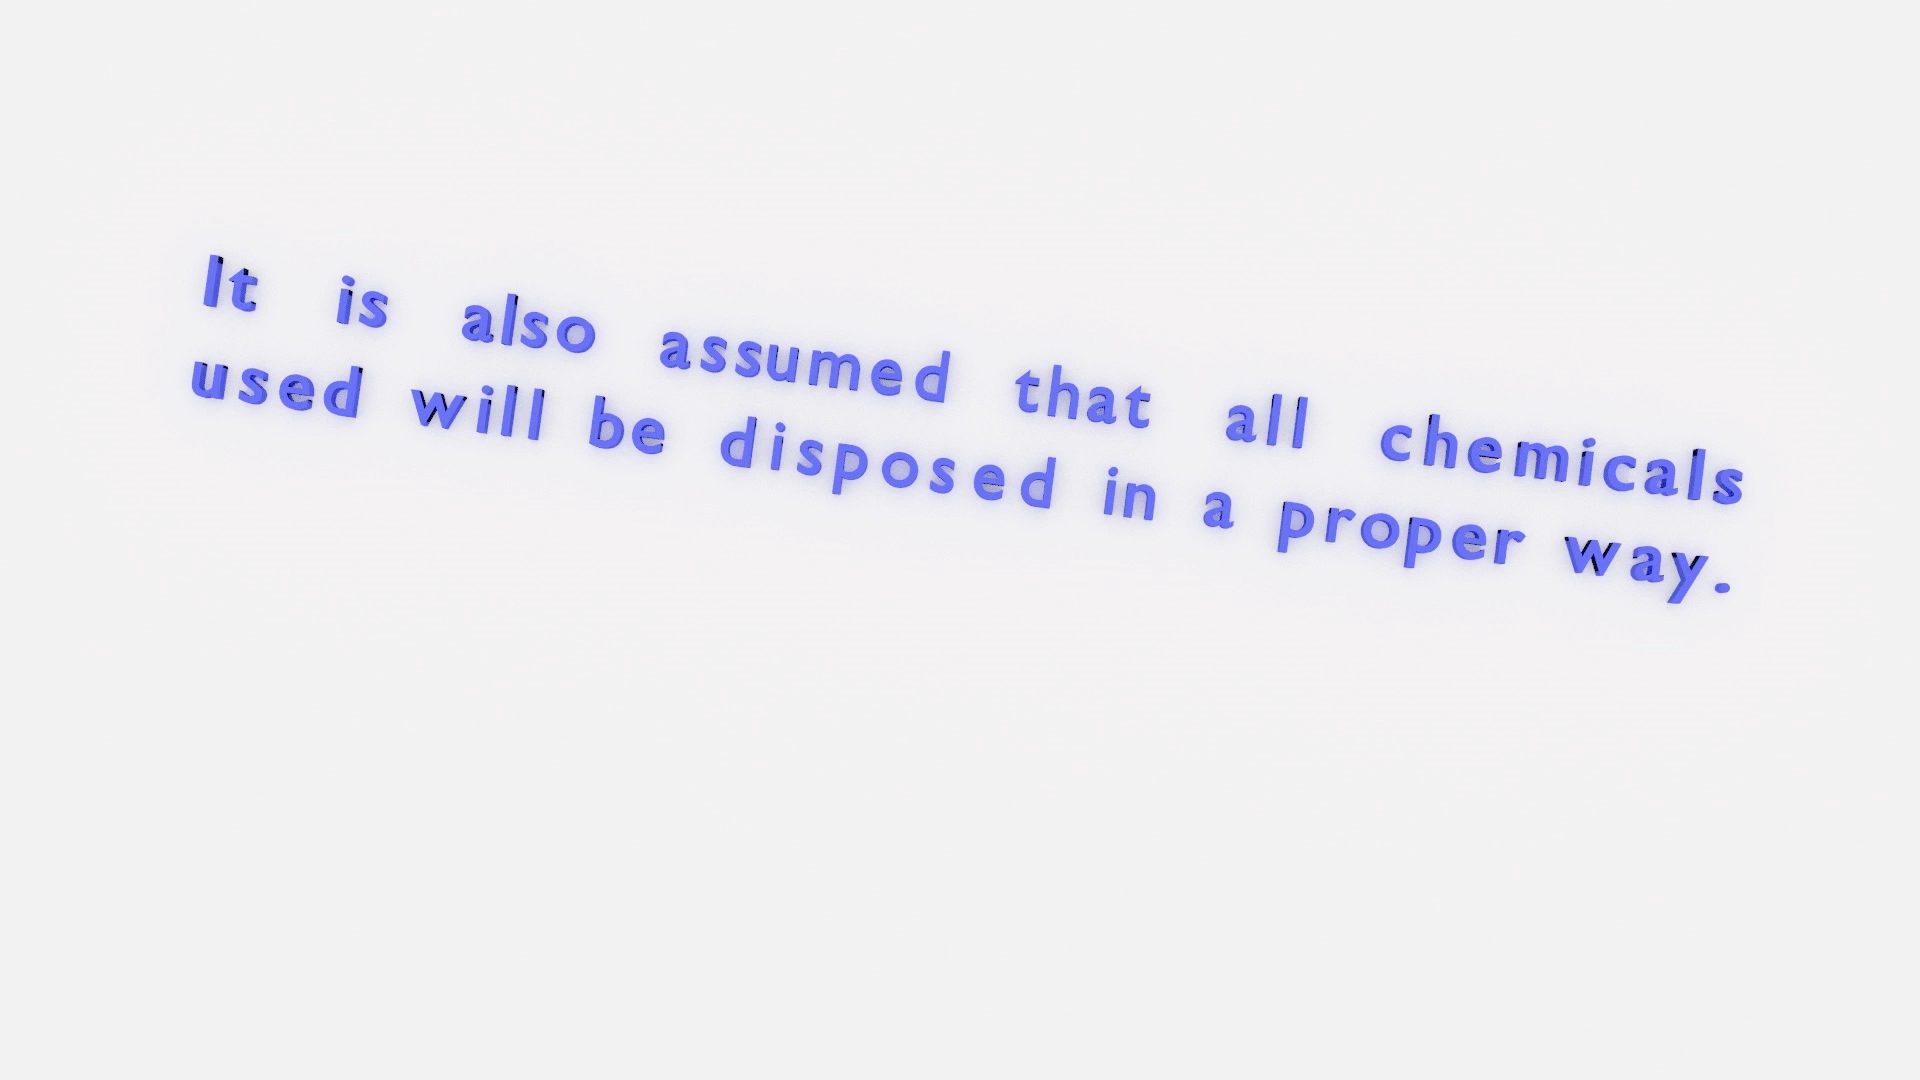 It is also assumed that all chemicals
used will be disposed in a proper way.